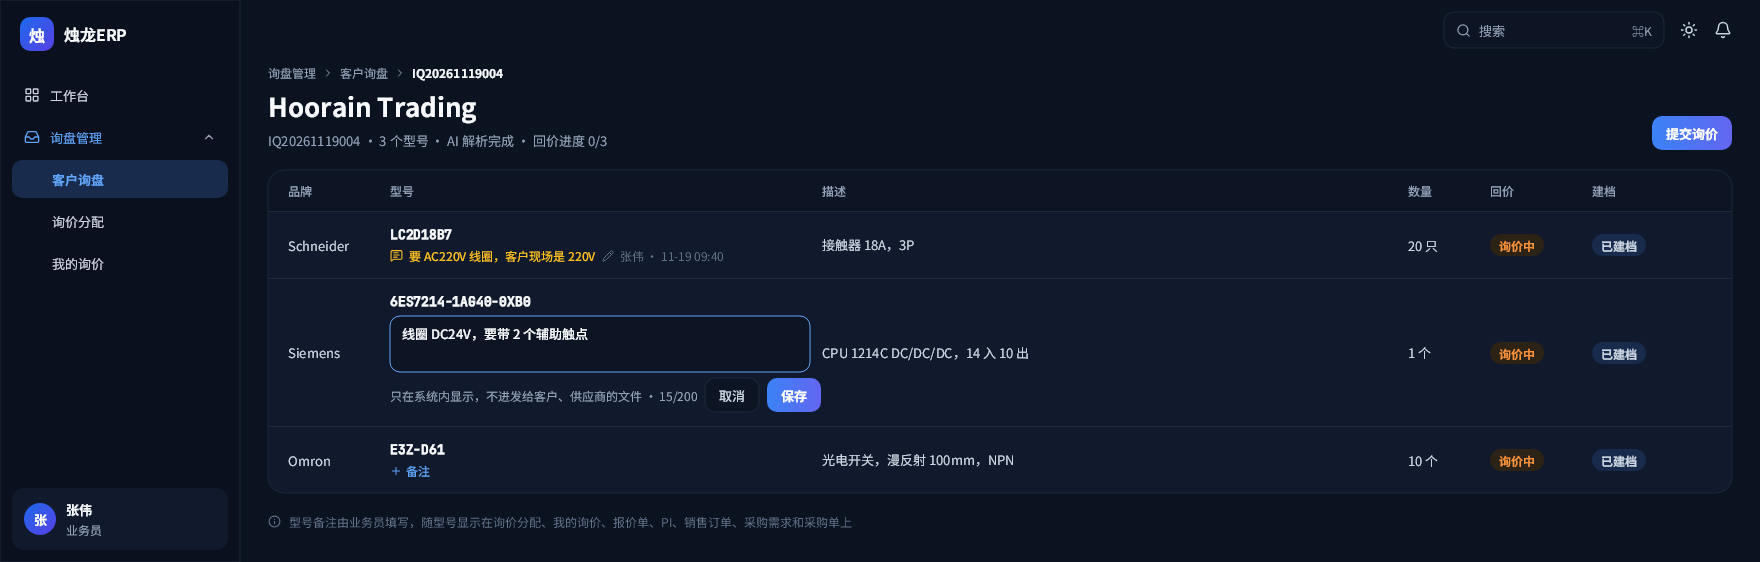 烛 烛龙ERP
搜索 ⌘K
工作台
询盘管理
客户询盘
询价分配
我的询价
张 张伟
业务员
询盘管理 > 客户询盘 > IQ20261119004
Hoorain Trading
IQ20261119004 • 3 个型号 • AI 解析完成 • 回价进度 0/3
提交询价
品牌 型号 描述 数量 回价 建档
Schneider LC2D18B7 接触器 18A，3P 20 只 询价中 已建档
要 AC220V 线圈，客户现场是 220V 张伟 • 11-19 09:40
Siemens 6ES7214-1AG40-0XB0 CPU 1214C DC/DC/DC，14 入 10 出 1 个 询价中 已建档
线圈 DC24V，要带 2 个辅助触点
只在系统内显示，不进发给客户、供应商的文件 • 15/200 取消 保存
Omron E3Z-D61 光电开关，漫反射 100mm，NPN 10 个 询价中 已建档
+ 备注
型号备注由业务员填写，随型号显示在询价分配、我的询价、报价单、PI、销售订单、采购需求和采购单上